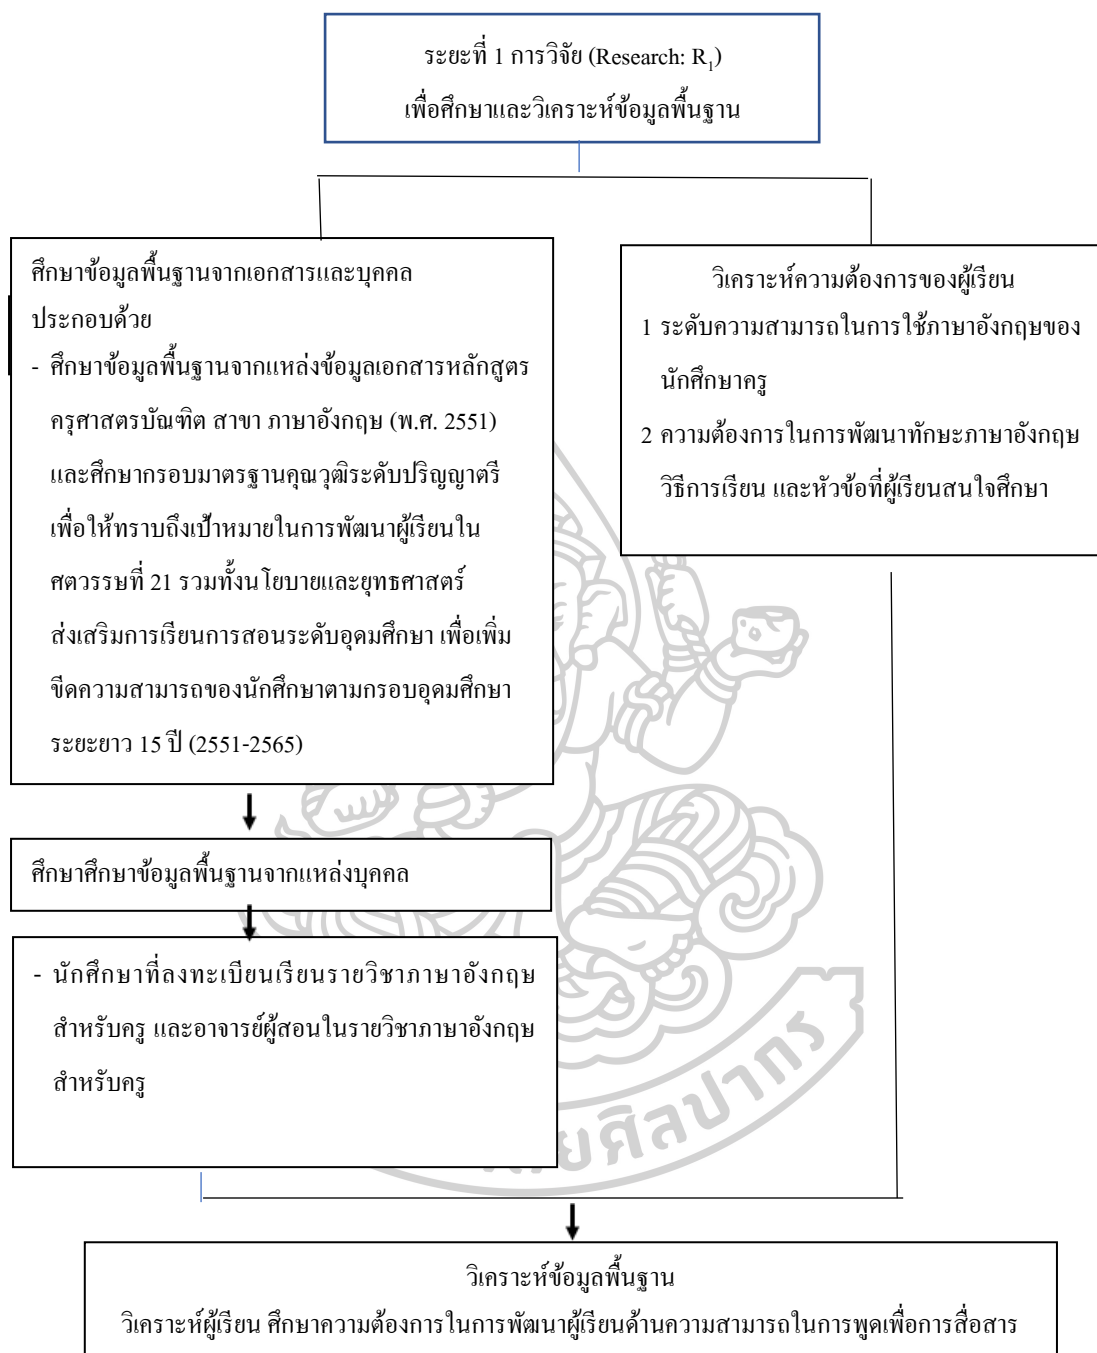 ระยะที่ 1 การวิจัย (Research: R₁)
เพื่อศึกษาและวิเคราะห์ข้อมูลพื้นฐาน
ศึกษาข้อมูลพื้นฐานจากเอกสารและบุคคล
ประกอบด้วย
- ศึกษาข้อมูลพื้นฐานจากแหล่งข้อมูลเอกสารหลักสูตร
ครุศาสตรบัณฑิต สาขา ภาษาอังกฤษ (พ.ศ. 2551)
และศึกษากรอบมาตรฐานคุณวุฒิระดับปริญญาตรี
เพื่อให้ทราบถึงเป้าหมายในการพัฒนาผู้เรียนใน
ศตวรรษที่ 21 รวมทั้งนโยบายและยุทธศาสตร์
ส่งเสริมการเรียนการสอนระดับอุดมศึกษา เพื่อเพิ่ม
ขีดความสามารถของนักศึกษาตามกรอบอุดมศึกษา
ระยะยาว 15 ปี (2551-2565)
วิเคราะห์ความต้องการของผู้เรียน
1 ระดับความสามารถในการใช้ภาษาอังกฤษของ
นักศึกษาครู
2 ความต้องการในการพัฒนาทักษะภาษาอังกฤษ
วิธีการเรียน และหัวข้อที่ผู้เรียนสนใจศึกษา
ศึกษาศึกษาข้อมูลพื้นฐานจากแหล่งบุคคล
- นักศึกษาที่ลงทะเบียนเรียนรายวิชาภาษาอังกฤษ
สำหรับครู และอาจารย์ผู้สอนในรายวิชาภาษาอังกฤษ
สำหรับครู
ยศิลปากร
วิเคราะห์ข้อมูลพื้นฐาน
วิเคราะห์ผู้เรียน ศึกษาความต้องการในการพัฒนาผู้เรียนด้านความสามารถในการพูดเพื่อการสื่อสาร